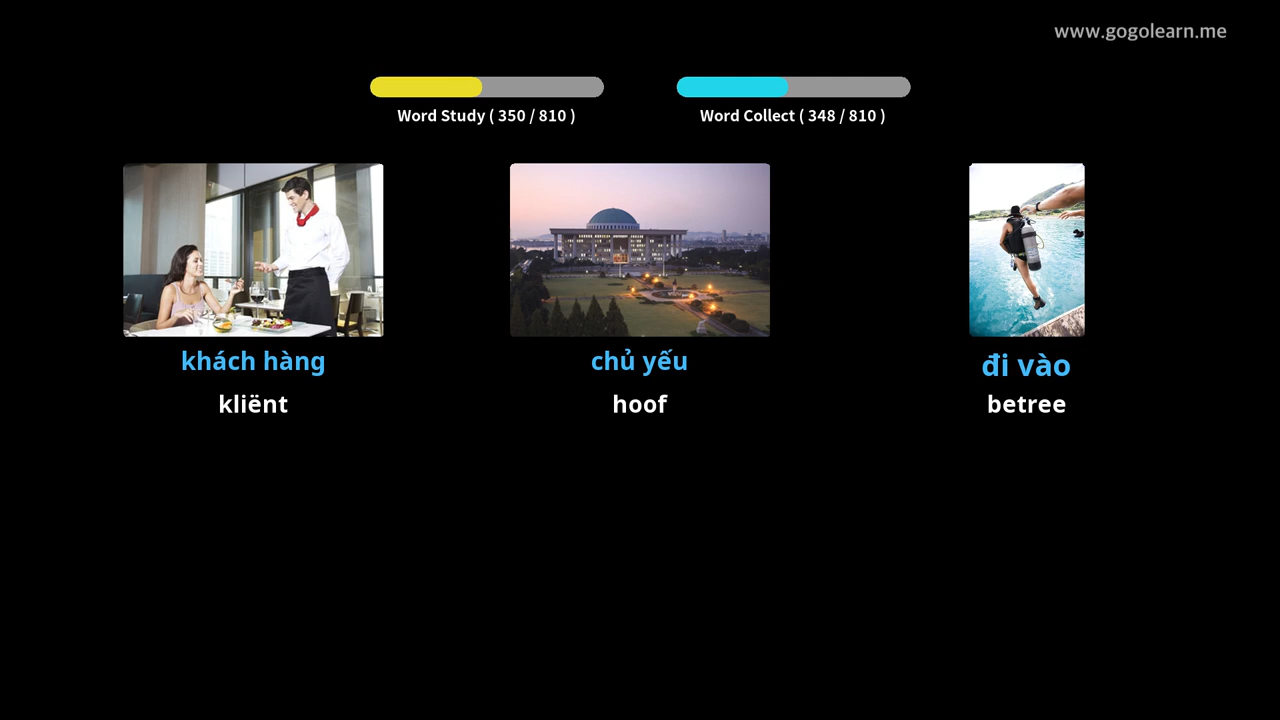 www.gogolearn.me
Word Study ( 350 / 810 )
Word Collect ( 348 / 810 )
khách hàng
kliënt
chủ yếu
hoof
đi vào
betree